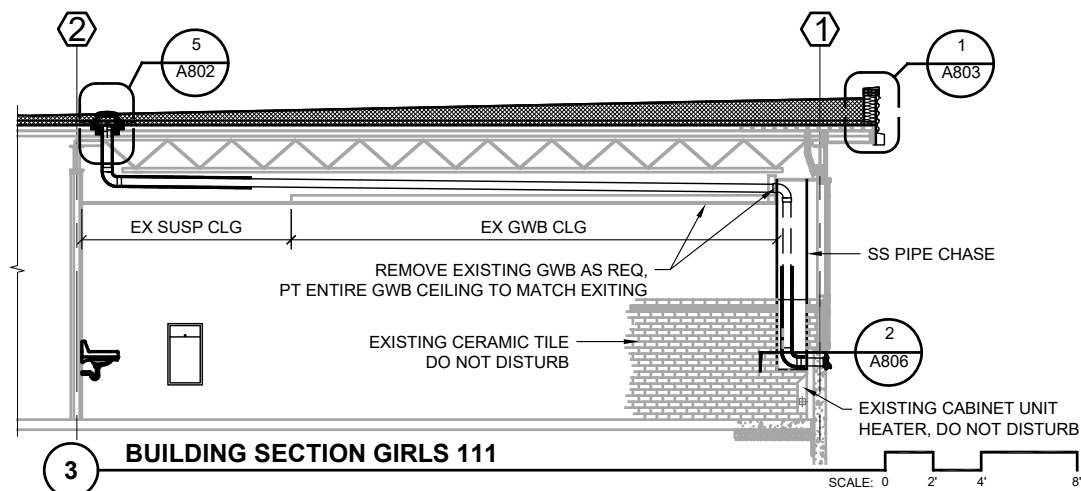 2
1
5
A802
1
A803
EX SUSP CLG
EX GWB CLG
SS PIPE CHASE
REMOVE EXISTING GWB AS REQ,
PT ENTIRE GWB CEILING TO MATCH EXITING
EXISTING CERAMIC TILE
DO NOT DISTURB
2
A806
EXISTING CABINET UNIT
HEATER, DO NOT DISTURB
3
BUILDING SECTION GIRLS 111
SCALE: 0 2' 4' 8'